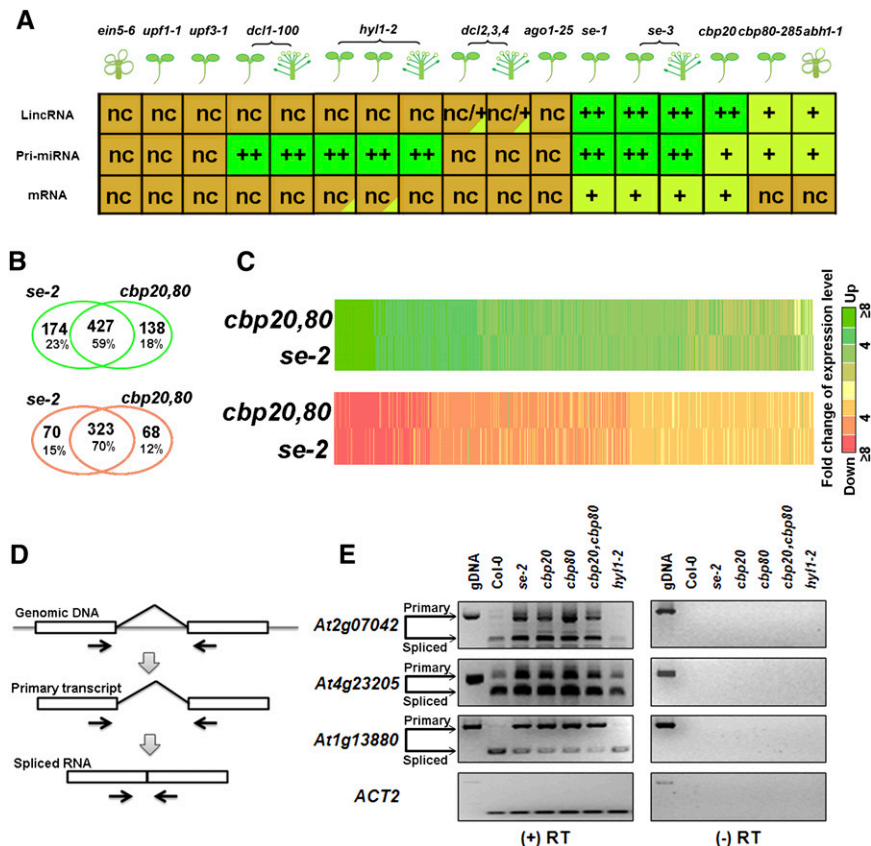 A
ein5-6 upf1-1 upf3-1 dcl1-100 hyl1-2 dcl2,3,4 ago1-25 se-1 se-3 cbp20 cbp80-285 abh1-1
LincRNA nc nc nc nc nc nc nc nc nc/+ nc/+ nc ++ ++ ++ ++ + +
Pri-miRNA nc nc nc ++ ++ ++ ++ ++ nc nc nc ++ ++ ++ + + +
mRNA nc nc nc nc nc nc nc nc nc nc nc + + + + nc nc
B
se-2 cbp20,80
174 427 138
23% 59% 18%
se-2 cbp20,80
70 323 68
15% 70% 12%
C
cbp20,80
se-2
cbp20,80
se-2
Fold change of expression level
Down Up
≥8
4
4
≥8
D
Genomic DNA
Primary transcript
Spliced RNA
E
gDNA Col-0 se-2 cbp20 cbp80 cbp20,cbp80 hyl1-2
gDNA Col-0 se-2 cbp20 cbp80 cbp20,cbp80 hyl1-2
Primary
At2g07042
Spliced
Primary
At4g23205
Spliced
Primary
At1g13880
Spliced
ACT2
(+) RT (-) RT